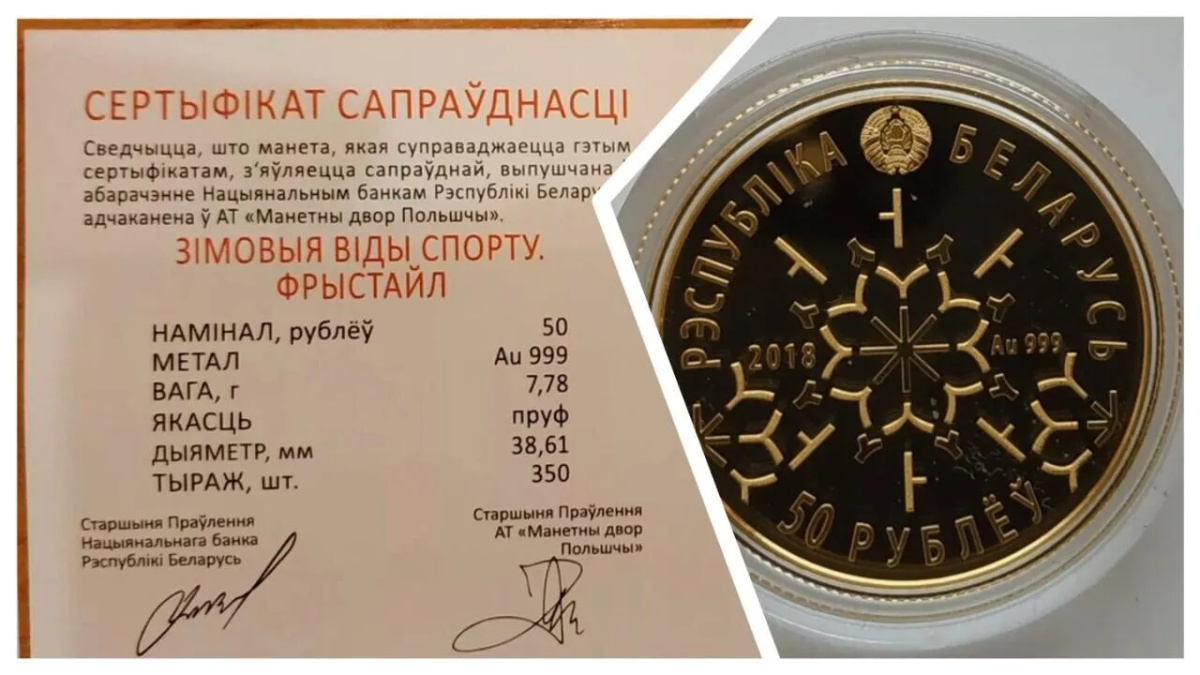 СЕРТЫФІКАТ САПРАЎДНАСЦІ
Сведчыцца, што манета, якая суправаджаецца гэтым
сертыфікатам, з‘яўляецца сапраўднай, выпушчана
абарачэнне Нацыянальным банкам Рэспублікі
адчаканена ў АТ «Манетны двор Польшчы».
ЗІМОВЫЯ ВІДЫ СПОРТУ.
ФРЫСТАЙЛ
НАМІНАЛ, рублёў 50
МЕТАЛ Au 999
ВАГА, г 7,78
ЯКАСЦЬ пруф
ДЫЯМЕТР, мм 38,61
ТЫРАЖ, шт. 350
Старшыня Праўлення
Нацыянальнага банка
Рэспублікі Беларусь
Старшыня Праўлення
АТ «Манетны двор
Польшчы»
РЭСПУБЛІКА БЕЛАРУСЬ
2018
Au 999
50 РУБЛЁЎ